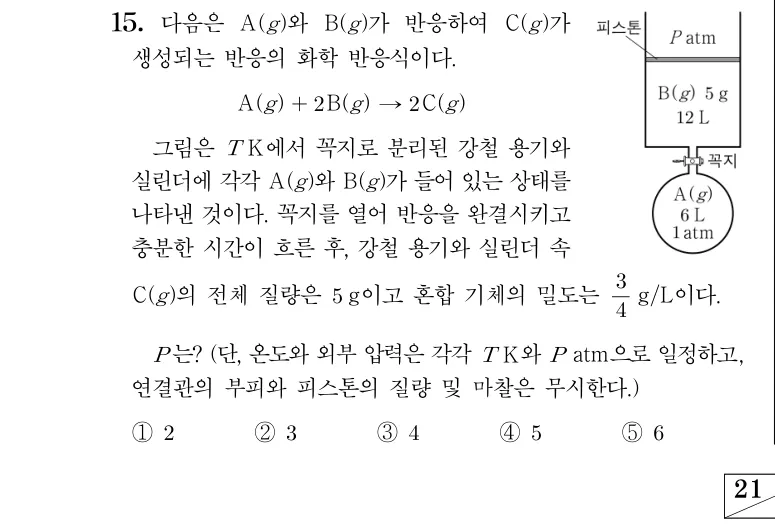 15. 다음은 A(g)와 B(g)가 반응하여 C(g)가
생성되는 반응의 화학 반응식이다.
A(g) + 2B(g) → 2C(g)
그림은 T K에서 꼭지로 분리된 강철 용기와
실린더에 각각 A(g)와 B(g)가 들어 있는 상태를
나타낸 것이다. 꼭지를 열어 반응을 완결시키고
충분한 시간이 흐른 후, 강철 용기와 실린더 속
C(g)의 전체 질량은 5 g이고 혼합 기체의 밀도는 3/4 g/L이다.
피스톤
P atm
B(g) 5 g
12 L
꼭지
A(g)
6 L
1 atm
P는? (단, 온도와 외부 압력은 각각 T K와 P atm으로 일정하고,
연결관의 부피와 피스톤의 질량 및 마찰은 무시한다.)
① 2 ② 3 ③ 4 ④ 5 ⑤ 6
21